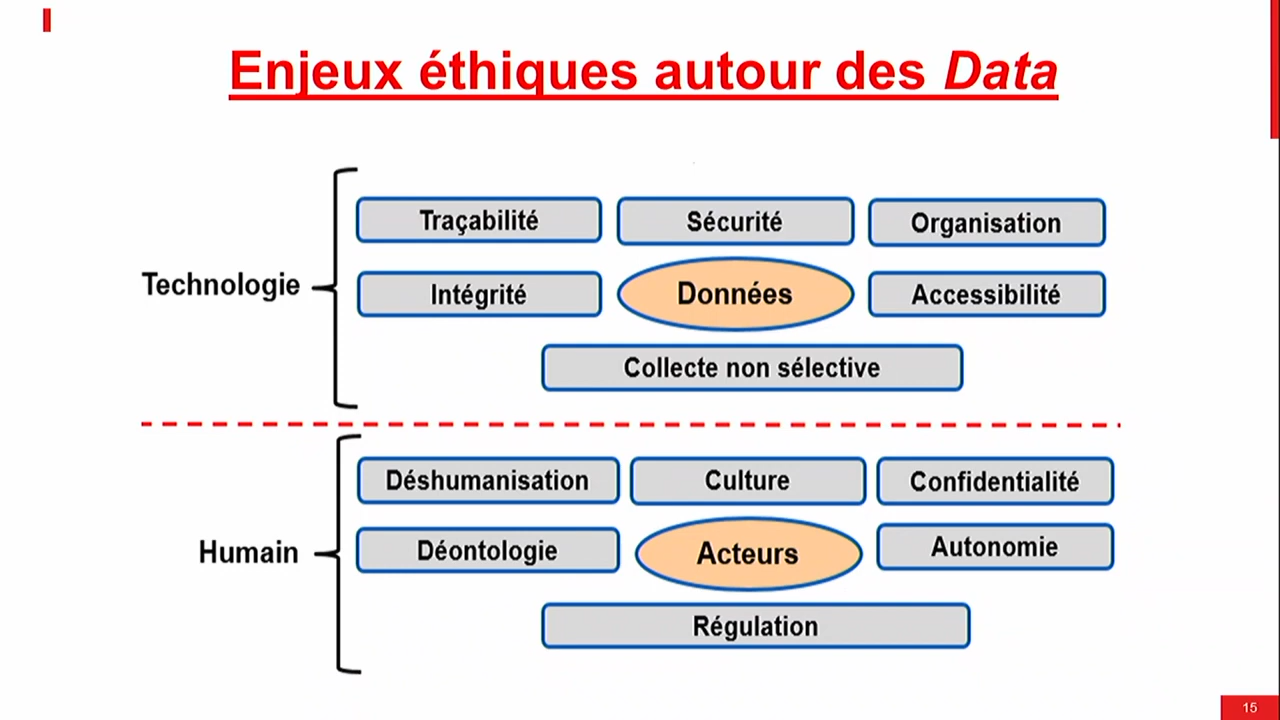 Enjeux éthiques autour des Data
Traçabilité
Sécurité
Organisation
Technologie
Intégrité
Données
Accessibilité
Collecte non sélective
Déshumanisation
Culture
Confidentialité
Humain
Déontologie
Acteurs
Autonomie
Régulation
15